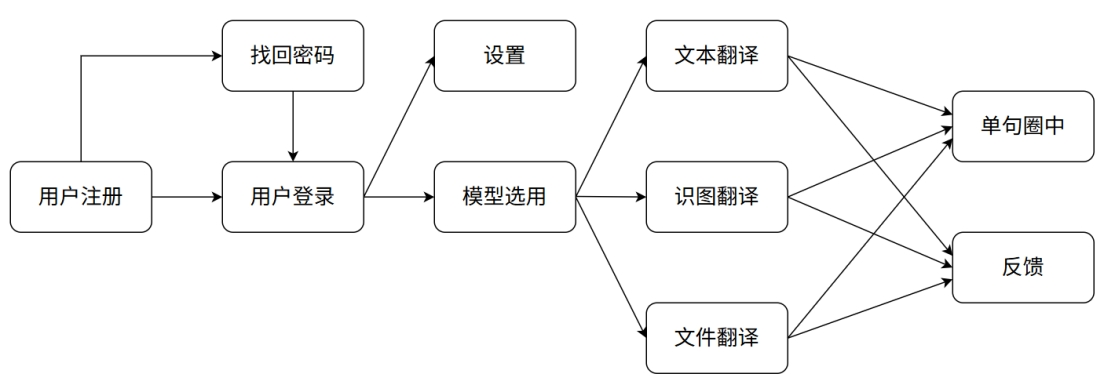 找回密码
设置
文本翻译
单句圈中
用户注册
用户登录
模型选用
识图翻译
反馈
文件翻译